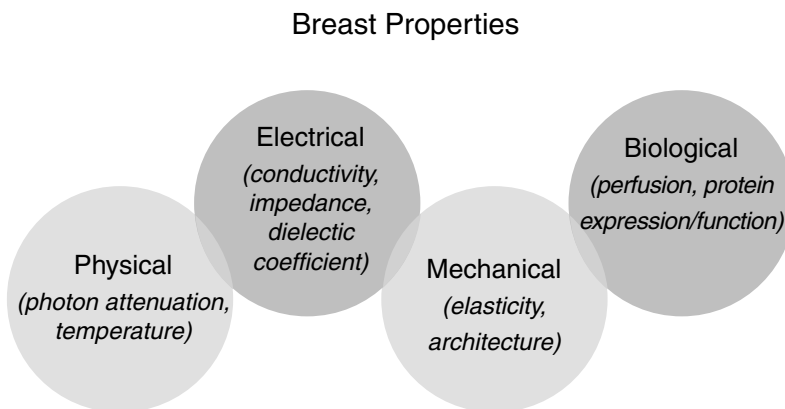 Breast Properties
Electrical
(conductivity,
impedance,
dielectic
coefficient)
Biological
(perfusion, protein
expression/function)
Physical
(photon attenuation,
temperature)
Mechanical
(elasticity,
architecture)